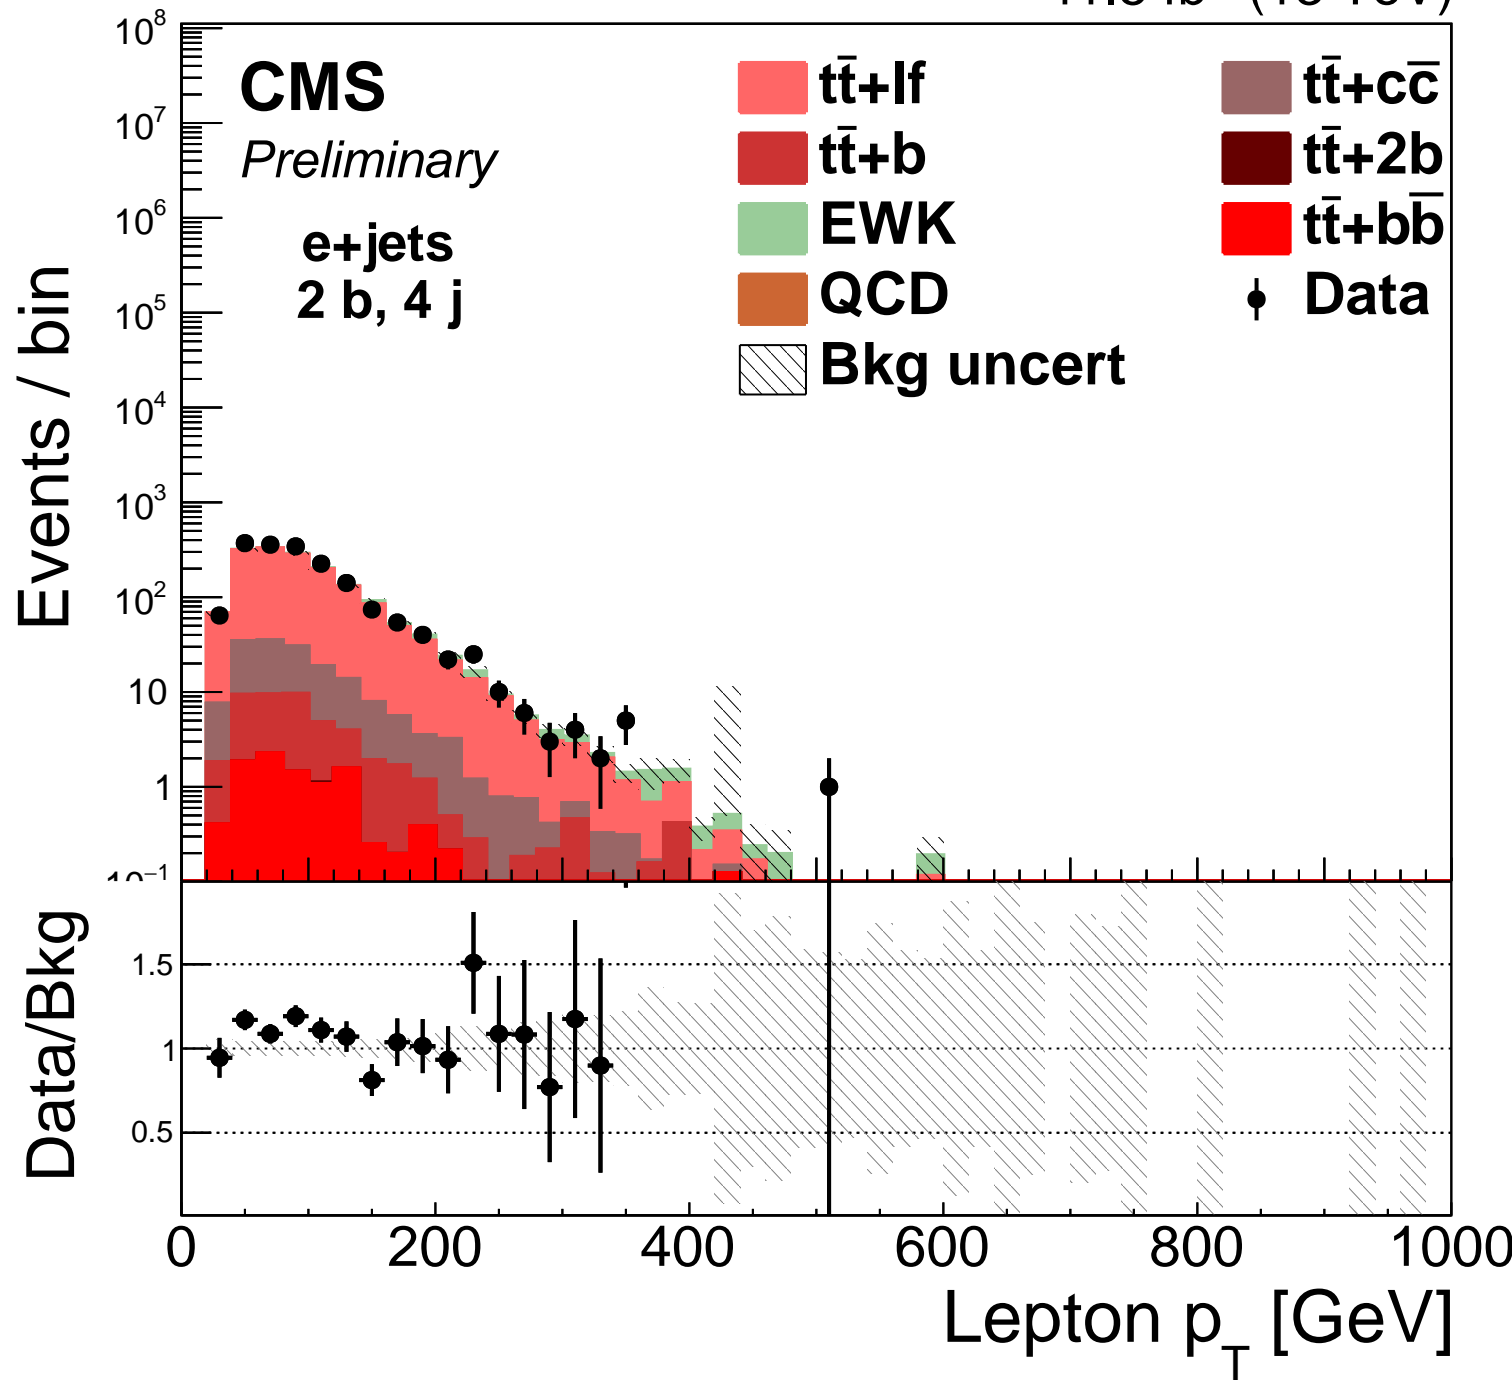 CMS
Preliminary
e+jets
2 b, 4 j
tt̄+lf
tt̄+cc̄
tt̄+b
tt̄+2b
EWK
tt̄+bb̄
QCD
Data
Bkg uncert
Events / bin
10⁸
10⁷
10⁶
10⁵
10⁴
10³
10²
10
1
10⁻¹
Data/Bkg
1.5
1
0.5
0 200 400 600 800 1000
Lepton p_T [GeV]